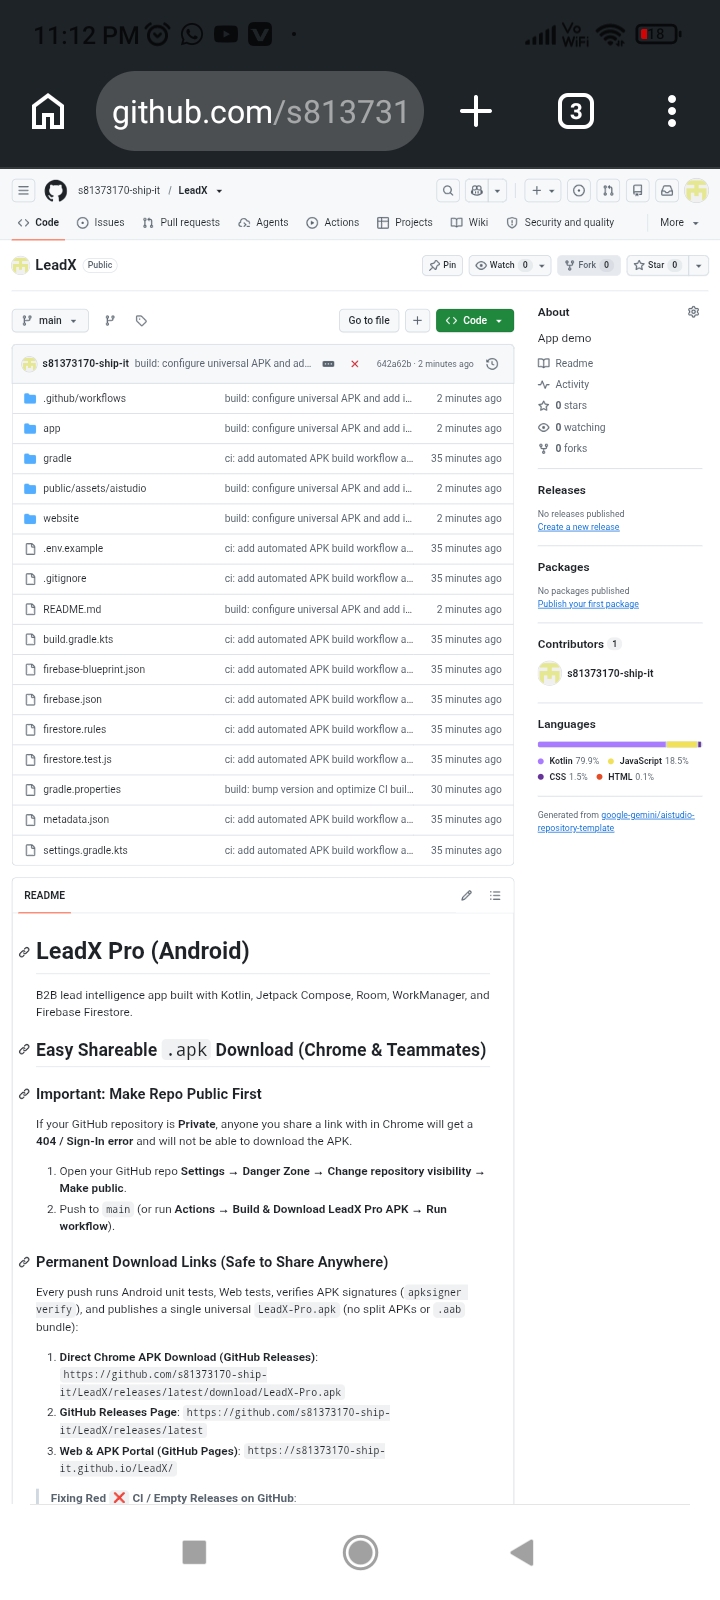 11:12 PM
Vo
WiFi
18
github.com/s813731
3
s81373170-ship-it / LeadX
Code Issues Pull requests Agents Actions Projects Wiki Security and quality More
LeadX Public Pin Watch 0 Fork 0 Star 0
main Go to file Code
s81373170-ship-it build: configure universal APK and ad... 642a62b · 2 minutes ago
.github/workflows build: configure universal APK and add i... 2 minutes ago
app build: configure universal APK and add i... 2 minutes ago
gradle ci: add automated APK build workflow a... 35 minutes ago
public/assets/aistudio build: configure universal APK and add i... 2 minutes ago
website build: configure universal APK and add i... 2 minutes ago
.env.example ci: add automated APK build workflow a... 35 minutes ago
.gitignore ci: add automated APK build workflow a... 35 minutes ago
README.md build: configure universal APK and add i... 2 minutes ago
build.gradle.kts ci: add automated APK build workflow a... 35 minutes ago
firebase-blueprint.json ci: add automated APK build workflow a... 35 minutes ago
firebase.json ci: add automated APK build workflow a... 35 minutes ago
firestore.rules ci: add automated APK build workflow a... 35 minutes ago
firestore.test.js ci: add automated APK build workflow a... 35 minutes ago
gradle.properties build: bump version and optimize CI buil... 30 minutes ago
metadata.json ci: add automated APK build workflow a... 35 minutes ago
settings.gradle.kts ci: add automated APK build workflow a... 35 minutes ago
About
App demo
Readme
Activity
0 stars
0 watching
0 forks
Releases
No releases published
Create a new release
Packages
No packages published
Publish your first package
Contributors 1
s81373170-ship-it
Languages
Kotlin 79.9% JavaScript 18.5%
CSS 1.5% HTML 0.1%
Generated from google-gemini/aistudio-
repository-template
README
LeadX Pro (Android)
B2B lead intelligence app built with Kotlin, Jetpack Compose, Room, WorkManager, and
Firebase Firestore.
Easy Shareable .apk Download (Chrome & Teammates)
Important: Make Repo Public First
If your GitHub repository is Private, anyone you share a link with in Chrome will get a
404 / Sign-In error and will not be able to download the APK.
1. Open your GitHub repo Settings → Danger Zone → Change repository visibility →
Make public.
2. Push to main (or run Actions → Build & Download LeadX Pro APK → Run
workflow).
Permanent Download Links (Safe to Share Anywhere)
Every push runs Android unit tests, Web tests, verifies APK signatures ( apksigner
verify ), and publishes a single universal LeadX-Pro.apk (no split APKs or .aab
bundle):
1. Direct Chrome APK Download (GitHub Releases):
https://github.com/s81373170-ship-
it/LeadX/releases/latest/download/LeadX-Pro.apk
2. GitHub Releases Page: https://github.com/s81373170-ship-
it/LeadX/releases/latest
3. Web & APK Portal (GitHub Pages): https://s81373170-ship-
it.github.io/LeadX/
Fixing Red ❌ CI / Empty Releases on GitHub: